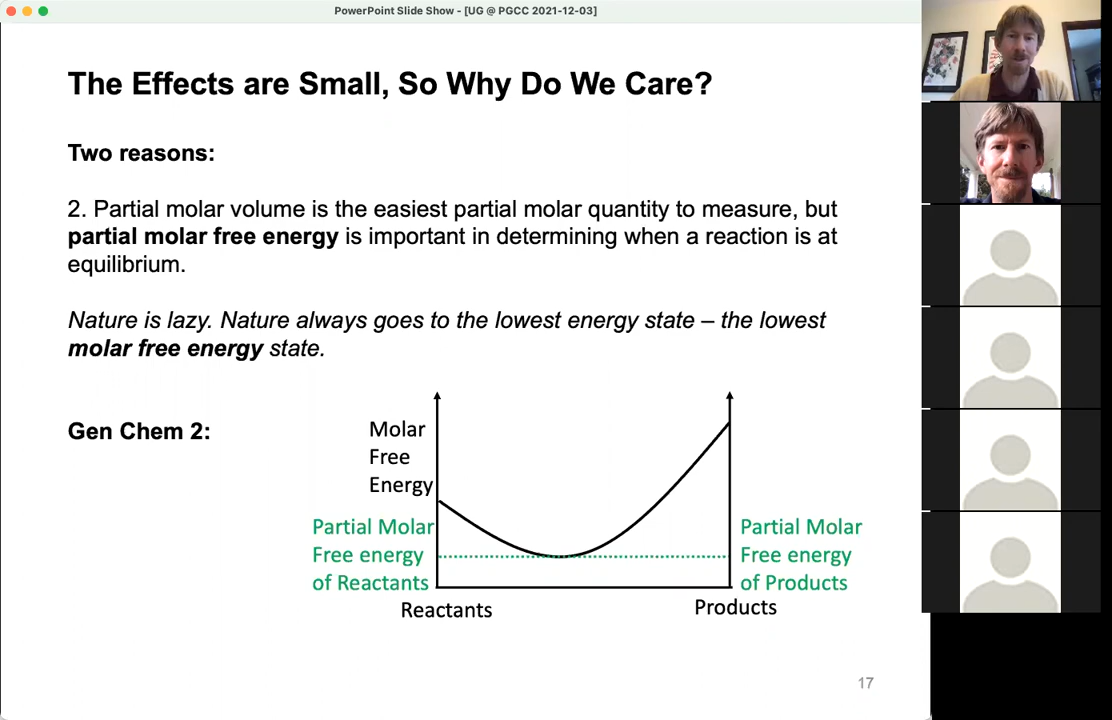 PowerPoint Slide Show - [UG @ PGCC 2021-12-03]
The Effects are Small, So Why Do We Care?
Two reasons:
2. Partial molar volume is the easiest partial molar quantity to measure, but
partial molar free energy is important in determining when a reaction is at
equilibrium.
Nature is lazy. Nature always goes to the lowest energy state – the lowest
molar free energy state.
Gen Chem 2:
Molar
Free
Energy
Partial Molar
Free energy
of Reactants
Partial Molar
Free energy
of Products
Reactants
Products
17